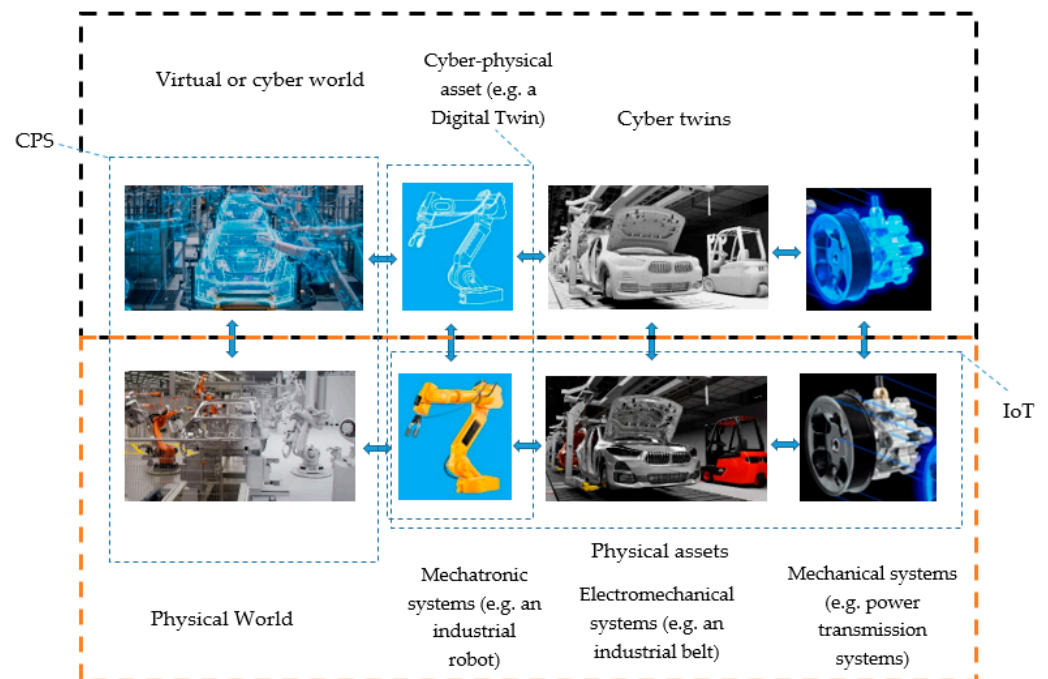 Virtual or cyber world
Cyber-physical
asset (e.g. a
Digital Twin)
Cyber twins
CPS
IoT
Physical World
Mechatronic
systems (e.g. an
industrial
robot)
Physical assets
Electromechanical
systems (e.g. an
industrial belt)
Mechanical systems
(e.g. power
transmission
systems)